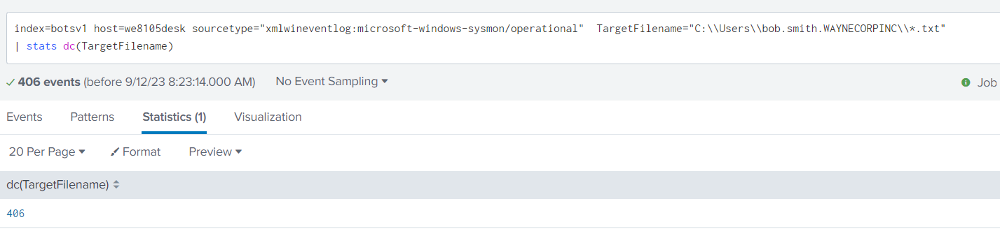 index=botsv1 host=we8105desk sourcetype="xmlwineventlog:microsoft-windows-sysmon/operational"  TargetFilename="C:\\Users\\bob.smith.WAYNECORPINC\\*.txt"
| stats dc(TargetFilename)
406 events (before 9/12/23 8:23:14.000 AM) No Event Sampling Job
Events Patterns Statistics (1) Visualization
20 Per Page Format Preview
dc(TargetFilename)
406